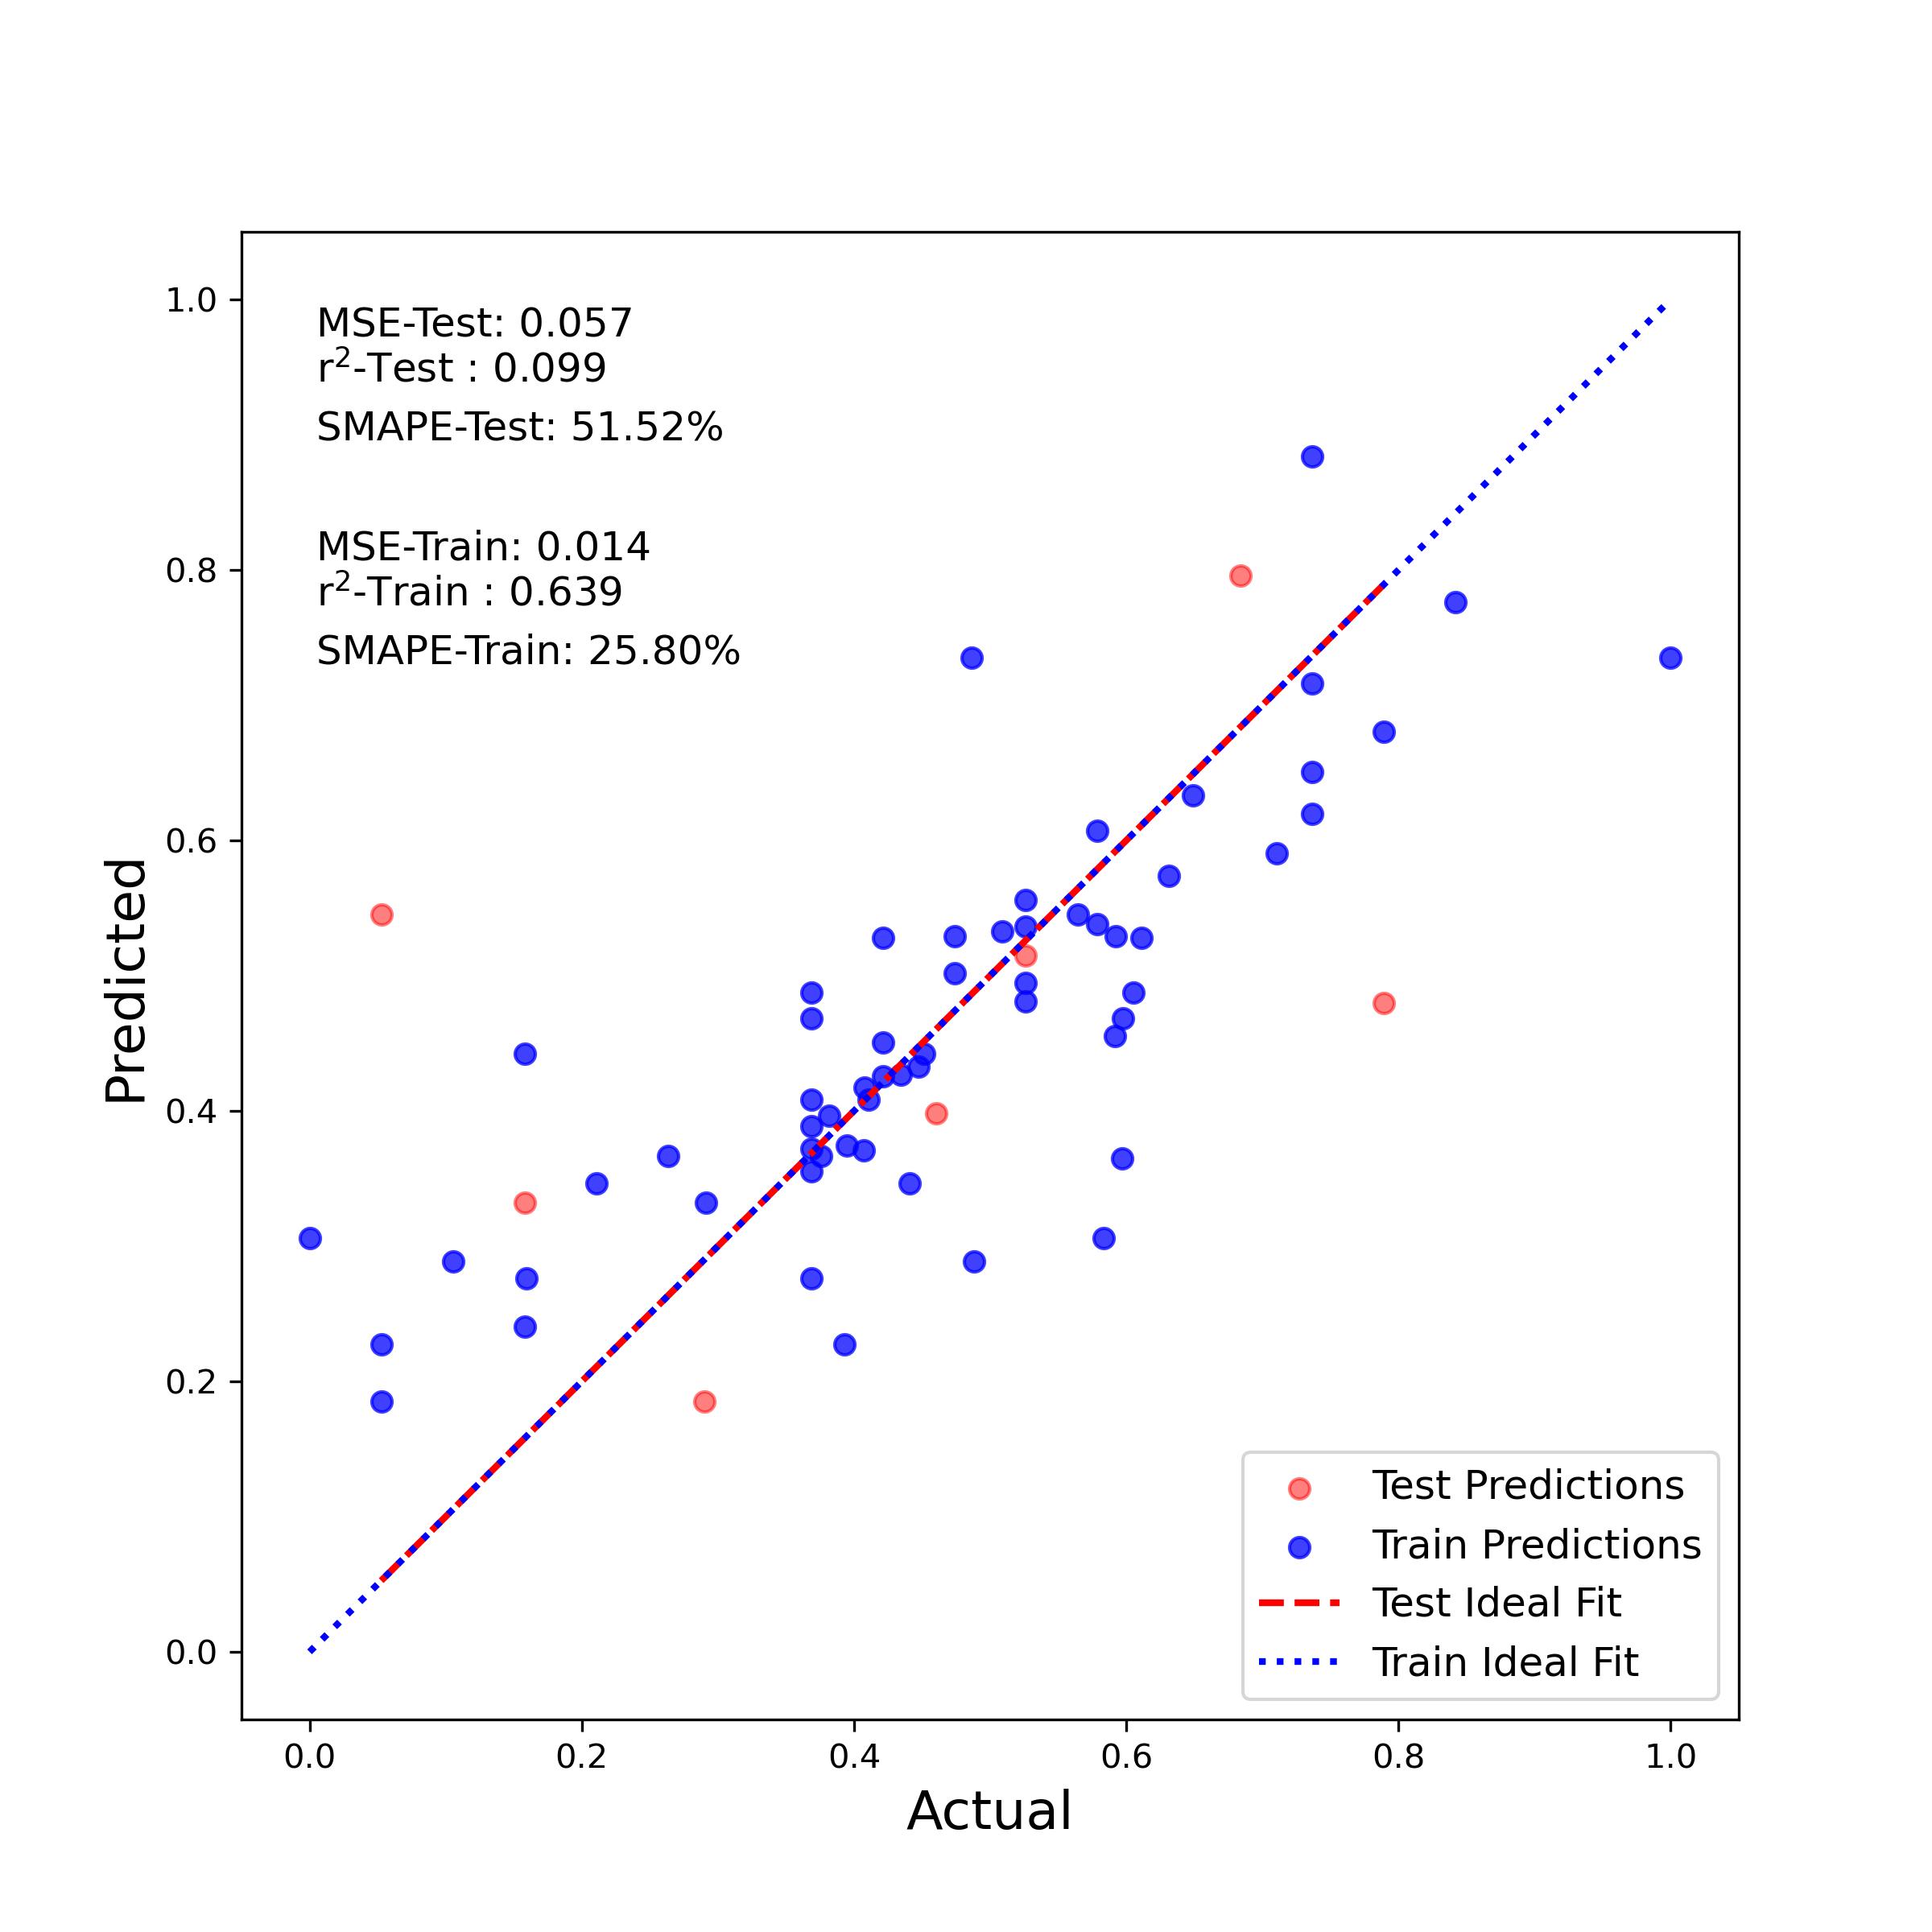 MSE-Test: 0.057
r²-Test : 0.099
SMAPE-Test: 51.52%
MSE-Train: 0.014
r²-Train : 0.639
SMAPE-Train: 25.80%
1.0
0.8
0.6
0.4
0.2
0.0
Predicted
Test Predictions
Train Predictions
Test Ideal Fit
Train Ideal Fit
0.0 0.2 0.4 0.6 0.8 1.0
Actual